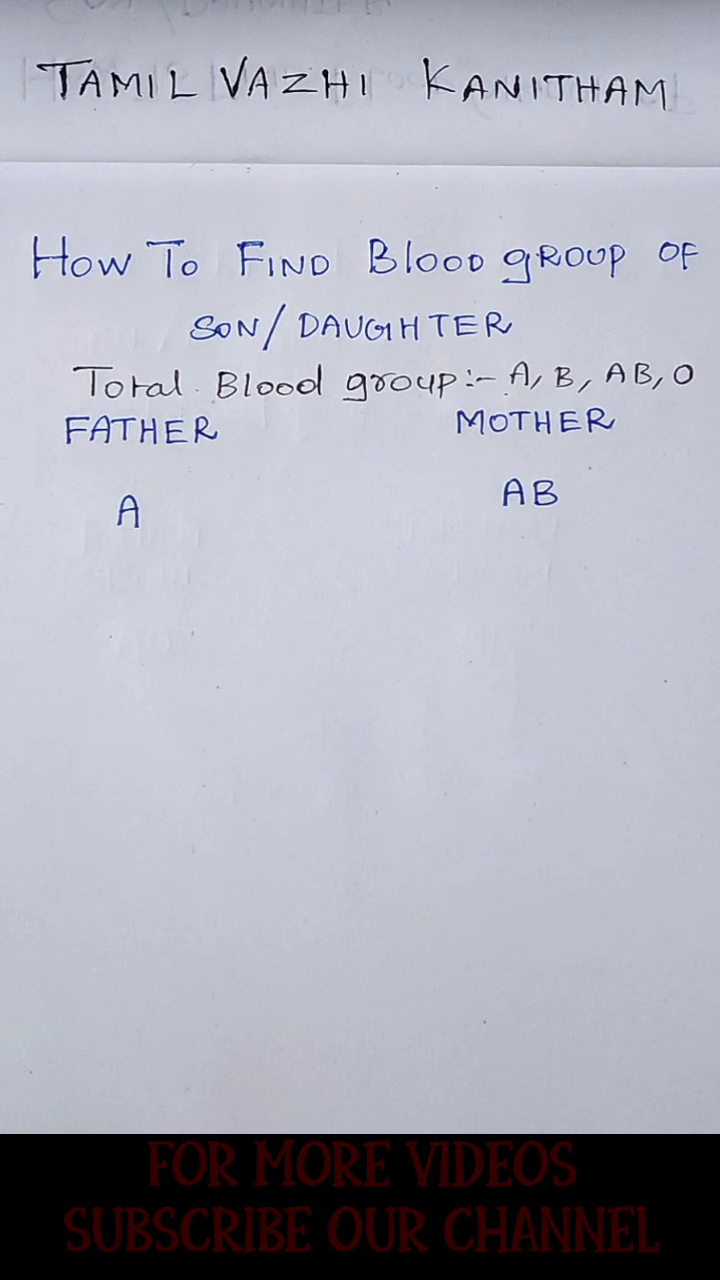 TAMIL VAZHI KANITHAM
HOW TO FIND BLOOD gROUP OF
SON/DAUGHTER
Total Blood group:- A, B, AB, O
FATHER MOTHER
A AB
FOR MORE VIDEOS
SUBSCRIBE OUR CHANNEL